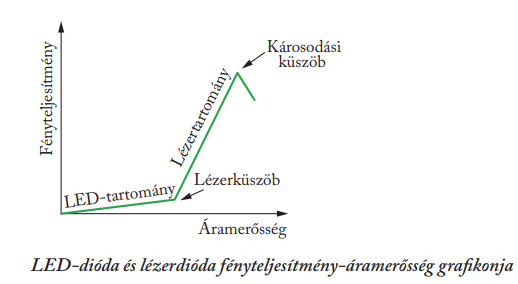 Fényteljesítmény
Károsodási
küszöb
Lézertartomány
LED-tartomány
Lézerküszöb
Áramerősség
LED-dióda és lézerdióda fényteljesítmény-áramerősség grafikonja